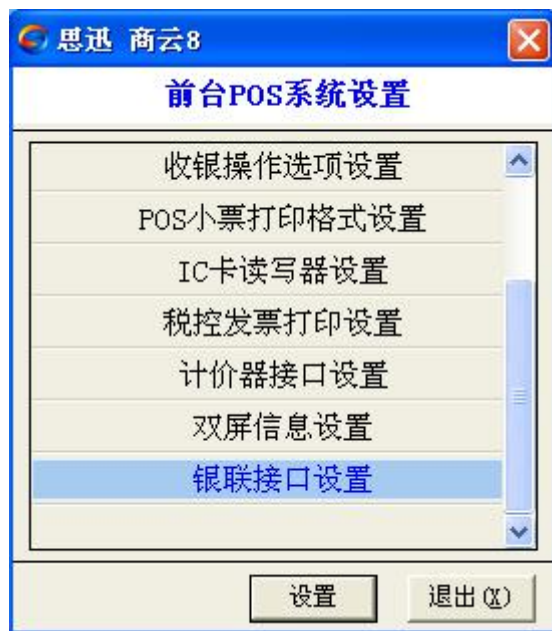 思迅 商云8
前台POS系统设置
收银操作选项设置
POS小票打印格式设置
IC卡读写器设置
税控发票打印设置
计价器接口设置
双屏信息设置
银联接口设置
设置
退出(X)